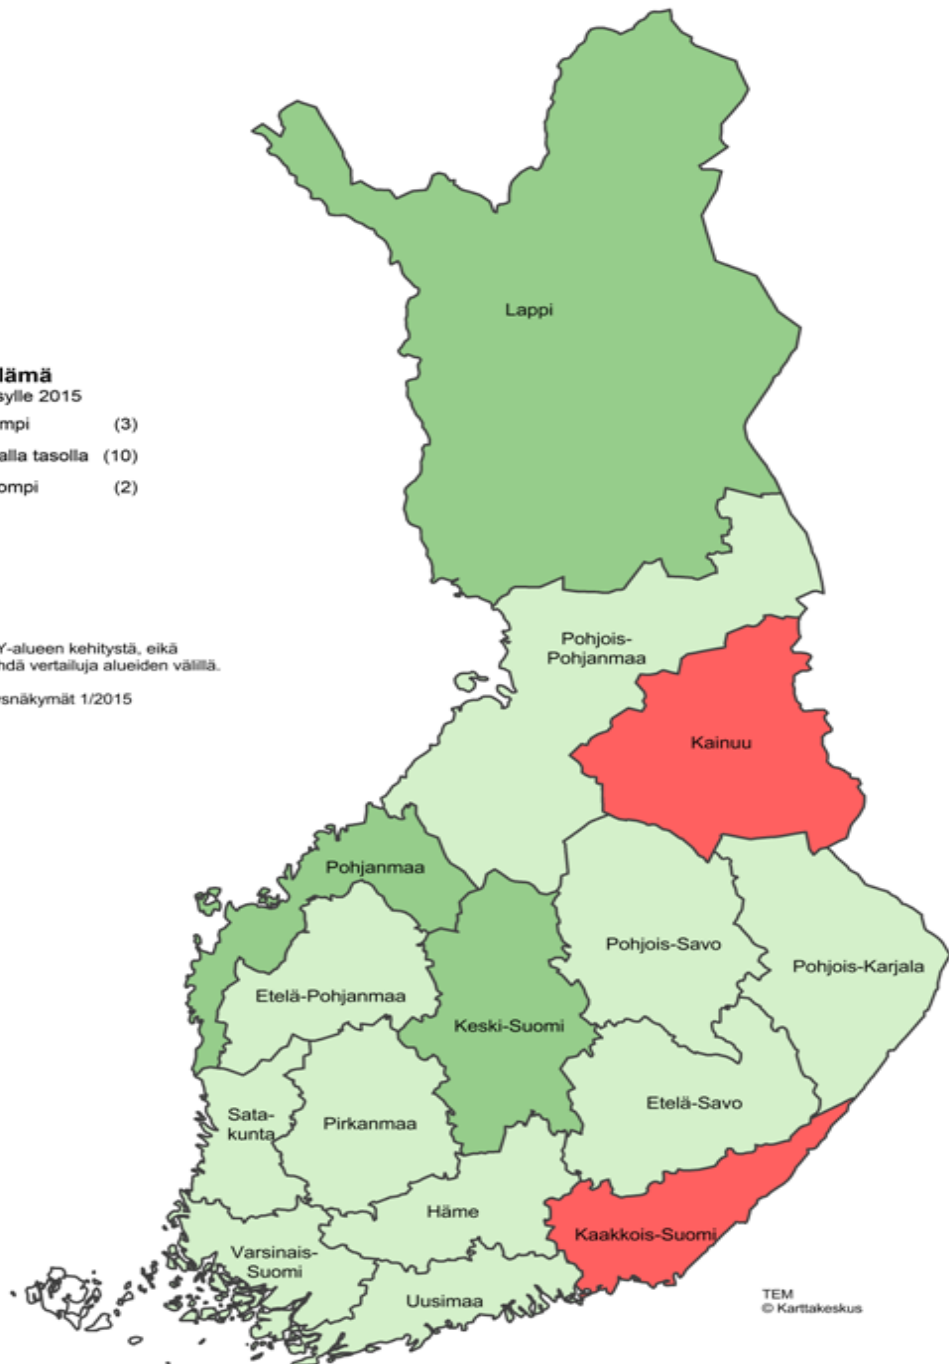 Lappi
lämä
sylle 2015
mpi (3)
alla tasolla (10)
ompi (2)
Pohjois-
Pohjanmaa
Y-alueen kehitystä, eikä
hdä vertailuja alueiden välillä.
snäkymät 1/2015
Kainuu
Pohjanmaa
Pohjois-Savo
Pohjois-Karjala
Etelä-Pohjanmaa
Keski-Suomi
Etelä-Savo
Sata-
kunta
Pirkanmaa
Häme
Kaakkois-Suomi
Varsinais-
Suomi
Uusimaa
TEM
© Karttakeskus